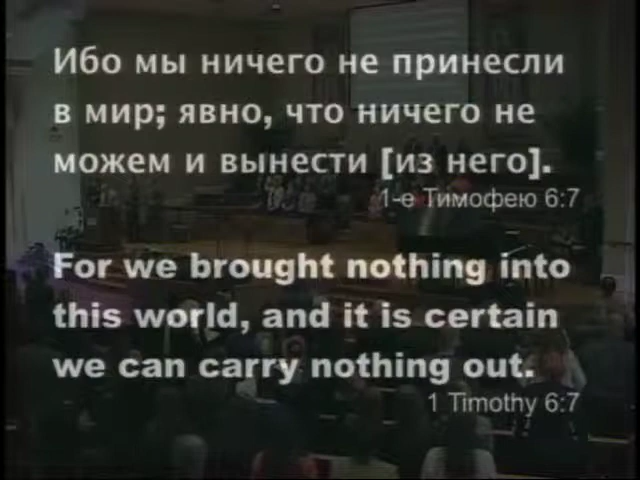 Ибо мы ничего не принесли
в мир; явно, что ничего не
можем и вынести [из него].
1-е Тимофею 6:7
For we brought nothing into
this world, and it is certain
we can carry nothing out.
1 Timothy 6:7